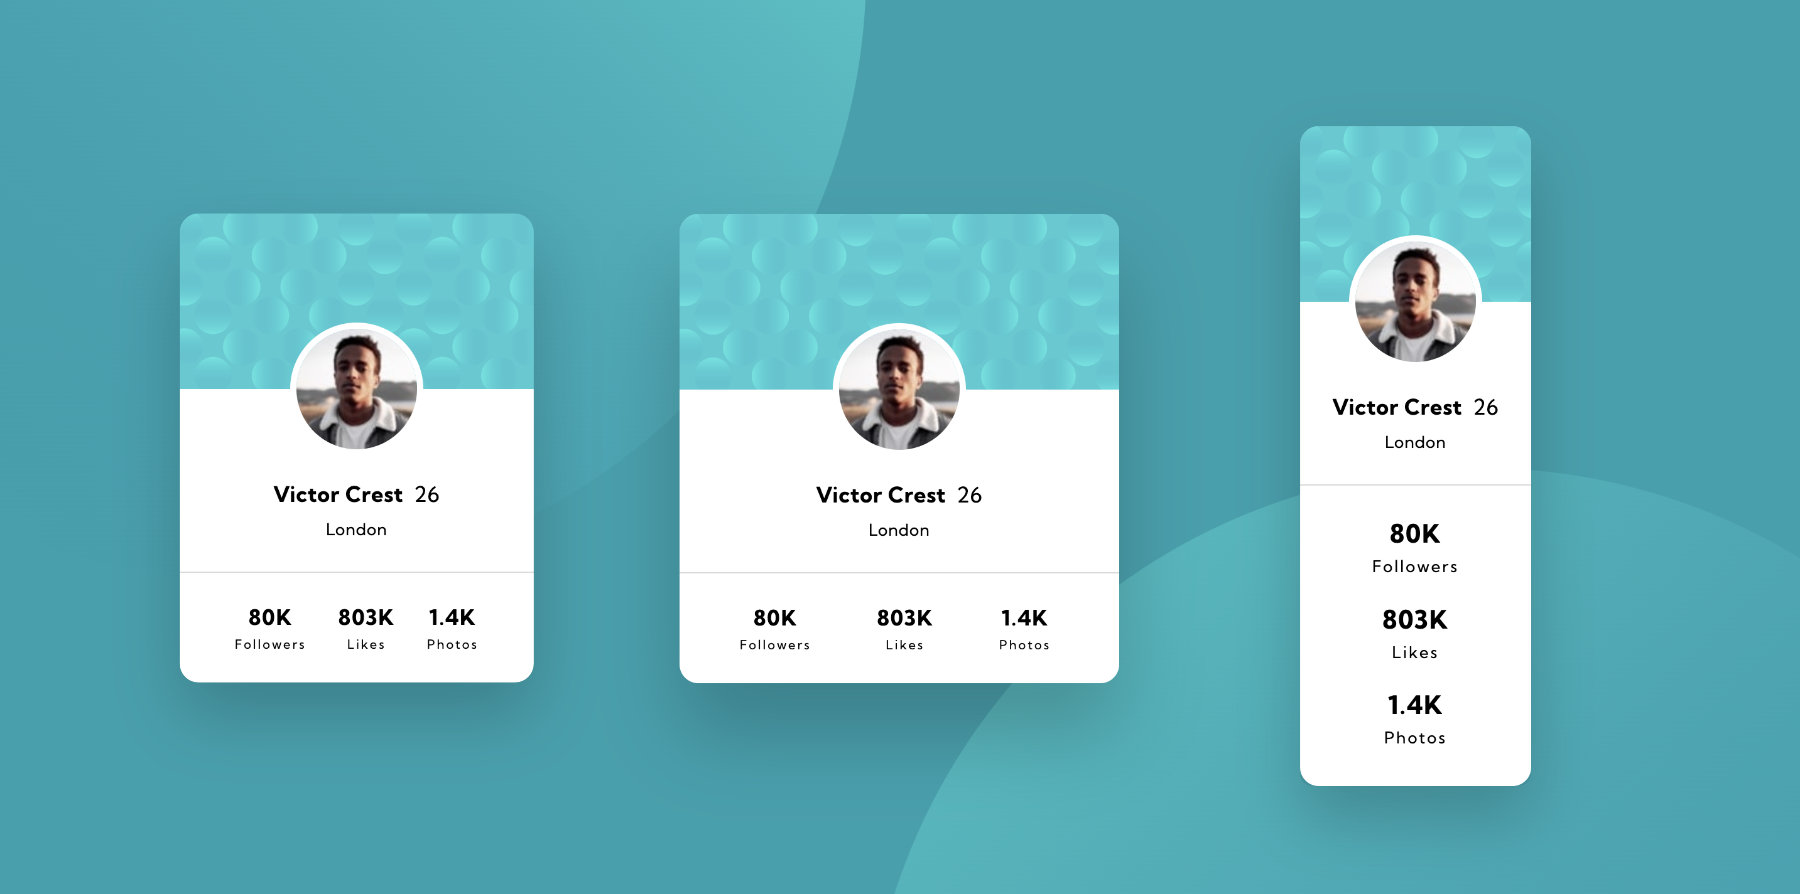 Victor Crest 26
London
80K 803K 1.4K
Followers Likes Photos
Victor Crest 26
London
80K 803K 1.4K
Followers Likes Photos
Victor Crest 26
London
80K
Followers
803K
Likes
1.4K
Photos